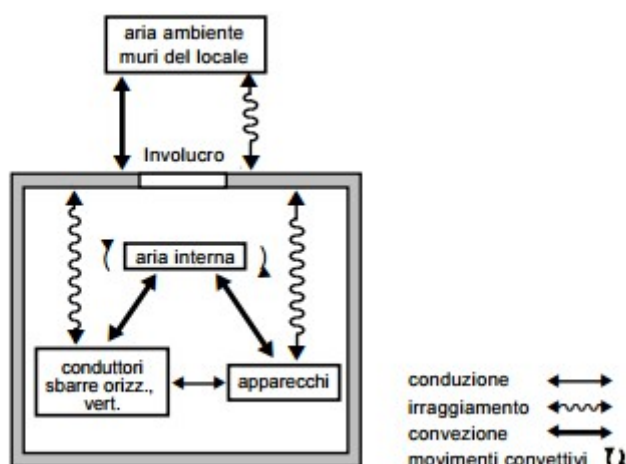 aria ambiente
muri del locale
Involucro
aria interna
conduttori
sbarre orizz.,
vert.
apparecchi
conduzione
irraggiamento
convezione
movimenti convettivi